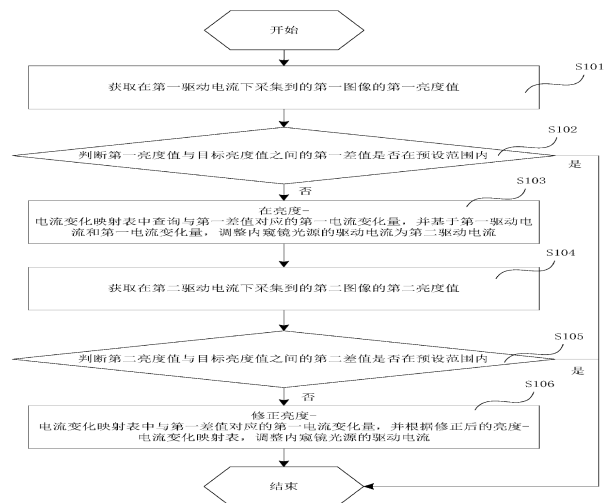 开始
S101
获取在第一驱动电流下采集到的第一图像的第一亮度值
S102
判断第一亮度值与目标亮度值之间的第一差值是否在预设范围内
是
否
S103
在亮度-
电流变化映射表中查询与第一差值对应的第一电流变化量，并基于第一驱动电
流和第一电流变化量，调整内窥镜光源的驱动电流为第二驱动电流
S104
获取在第二驱动电流下采集到的第二图像的第二亮度值
S105
判断第二亮度值与目标亮度值之间的第二差值是否在预设范围内
是
否
S106
修正亮度-
电流变化映射表中与第一差值对应的第一电流变化量，并根据修正后的亮度-
电流变化映射表，调整内窥镜光源的驱动电流
结束